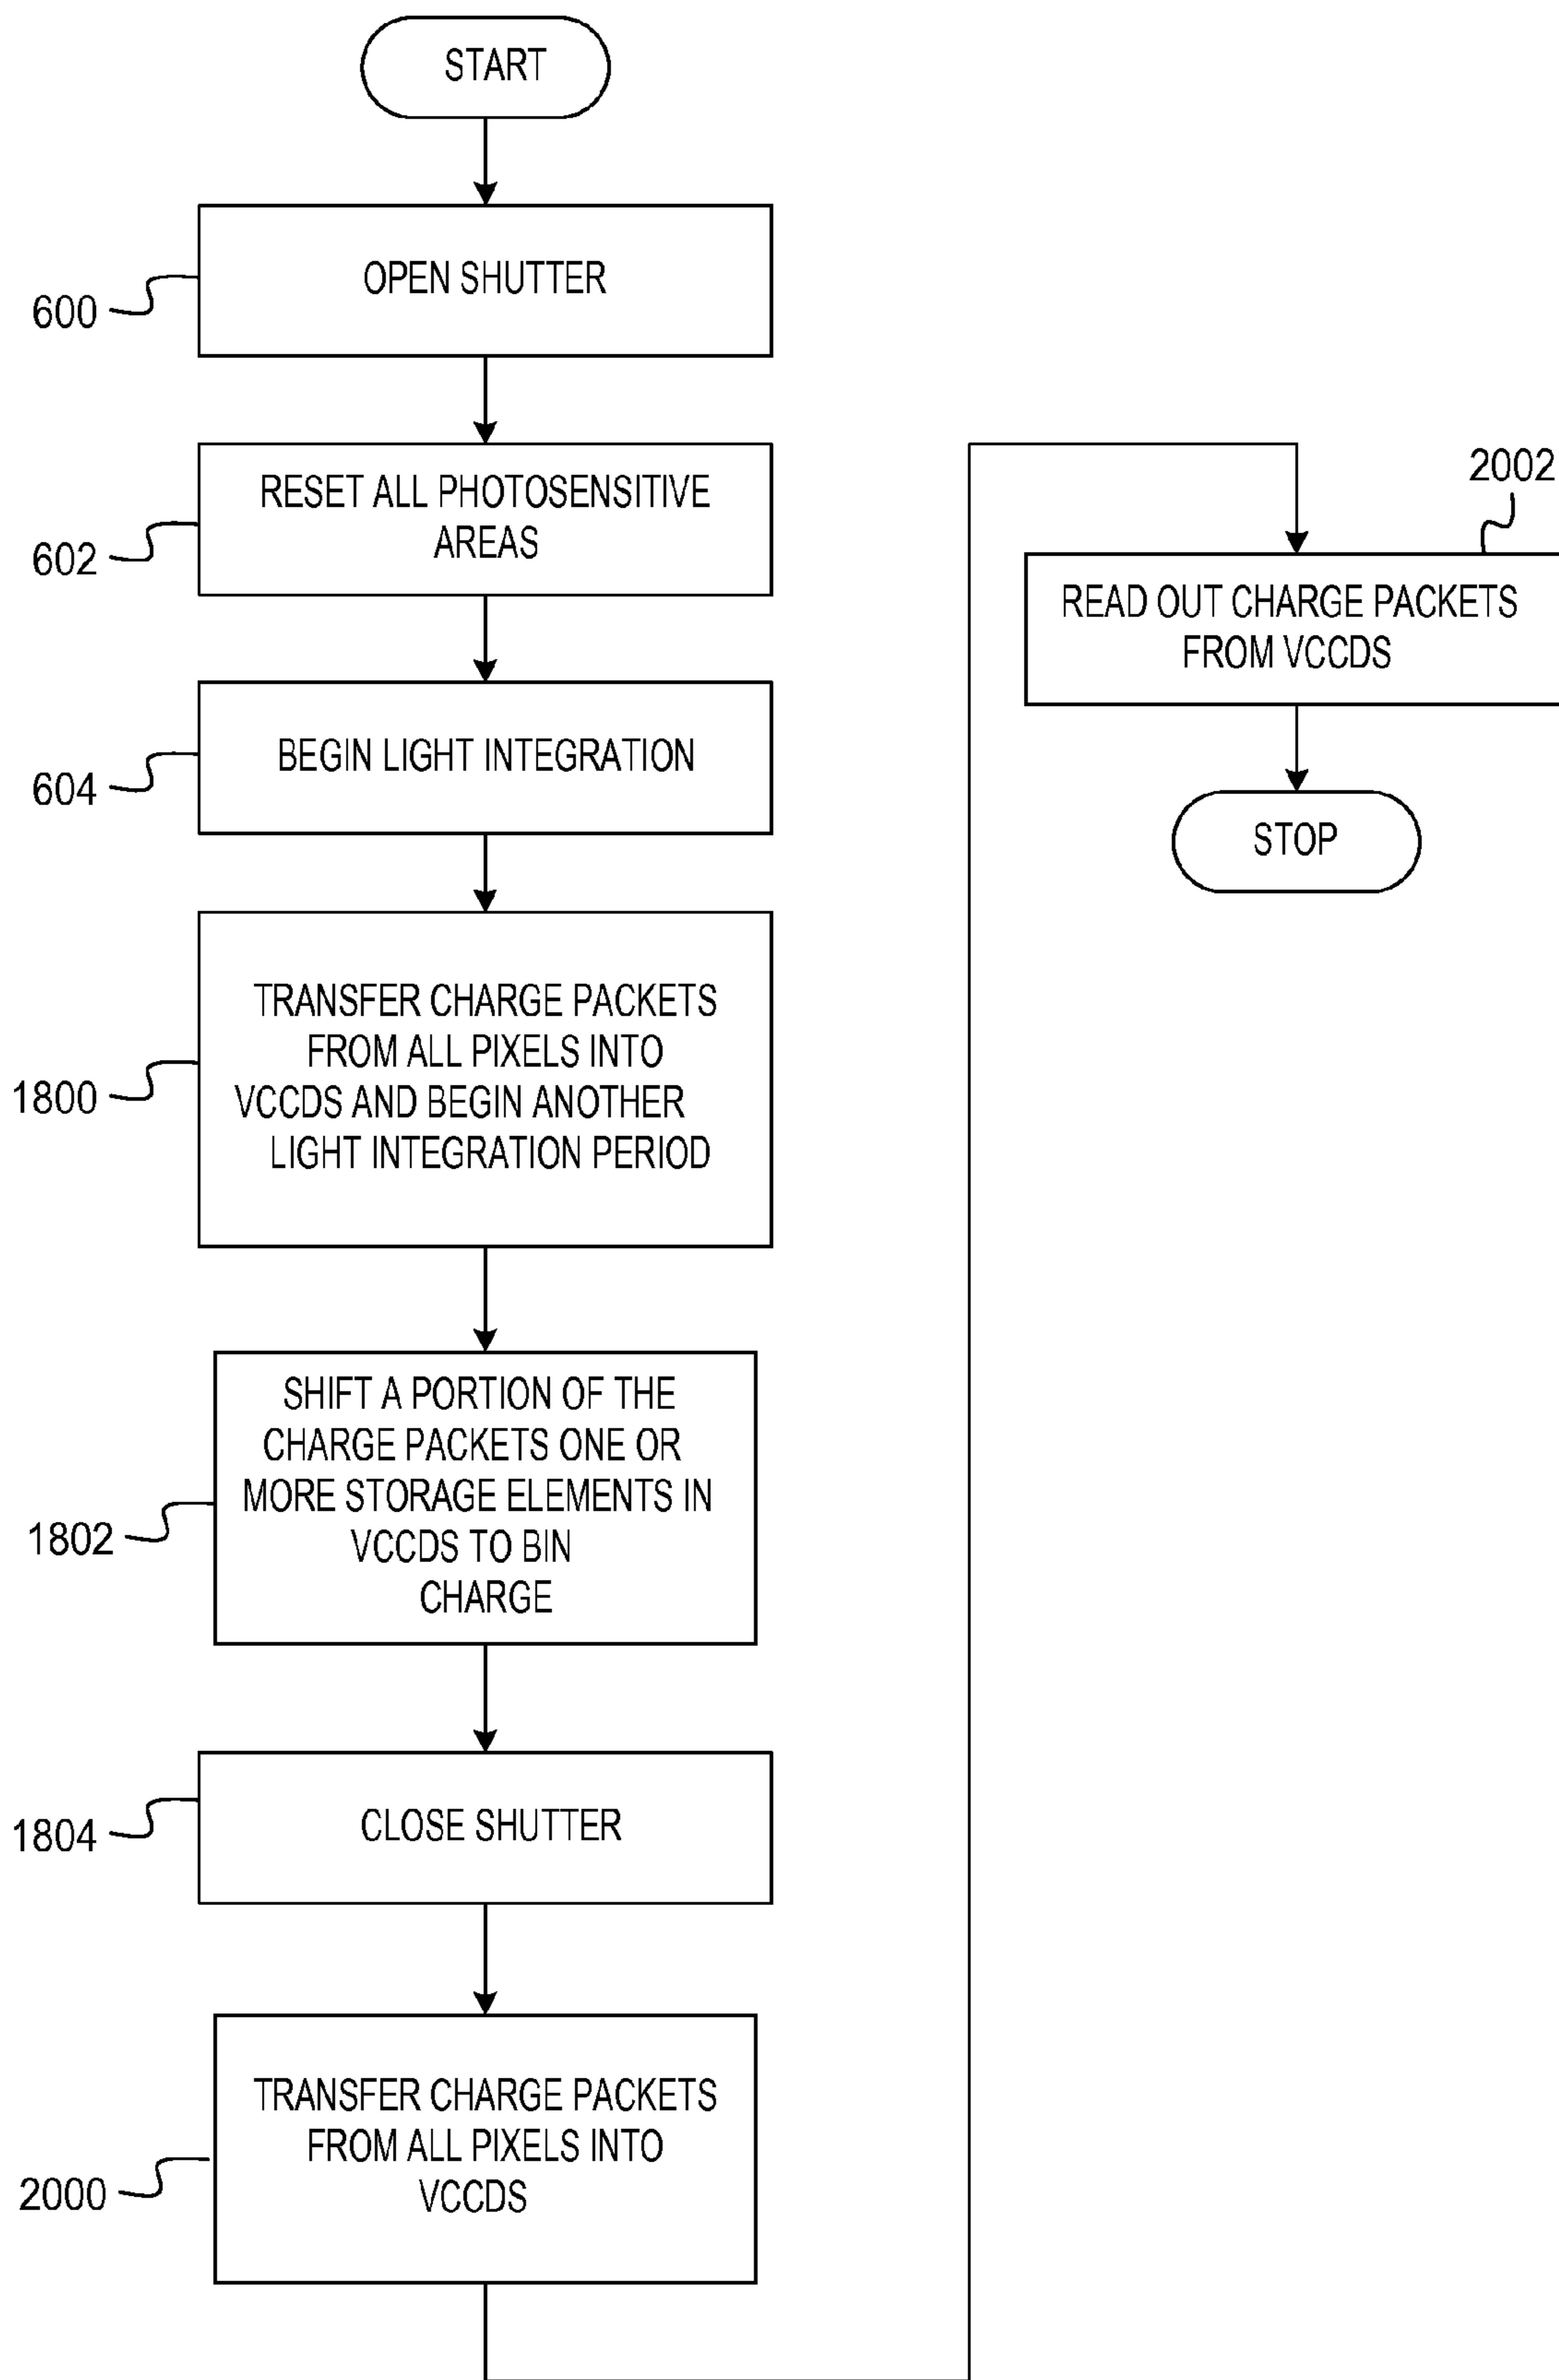 START
OPEN SHUTTER
600
RESET ALL PHOTOSENSITIVE
AREAS
602
BEGIN LIGHT INTEGRATION
604
TRANSFER CHARGE PACKETS
FROM ALL PIXELS INTO
VCCDS AND BEGIN ANOTHER
LIGHT INTEGRATION PERIOD
1800
SHIFT A PORTION OF THE
CHARGE PACKETS ONE OR
MORE STORAGE ELEMENTS IN
VCCDS TO BIN
CHARGE
1802
CLOSE SHUTTER
1804
TRANSFER CHARGE PACKETS
FROM ALL PIXELS INTO
VCCDS
2000
2002
READ OUT CHARGE PACKETS
FROM VCCDS
STOP